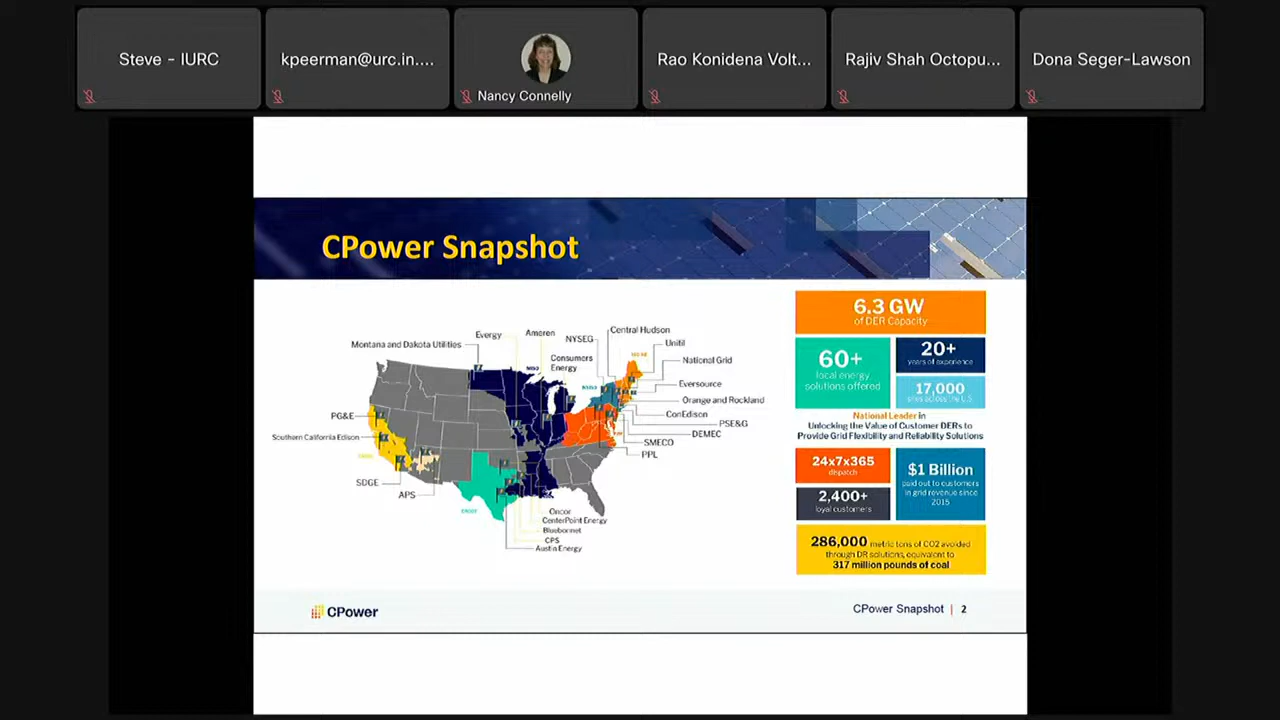 Steve - IURC
kpeerman@urc.in....
Nancy Connelly
Rao Konidena Volt...
Rajiv Shah Octopu...
Dona Seger-Lawson
CPower Snapshot
Evergy
Ameren
NYSEG
Central Hudson
Unitil
Montana and Dakota Utilities
Consumers
Energy
National Grid
Eversource
Orange and Rockland
ConEdison
PSE&G
DEMEC
SMECO
PPL
PG&E
Southern California Edison
SDGE
APS
Oncor
CenterPoint Energy
Bluebonnet
CPS
Austin Energy
MISO
ERCOT
6.3 GW
of DER Capacity
60+
local energy
solutions offered
20+
years of experience
17,000
sites across the U.S.
National Leader in
Unlocking the Value of Customer DERs to
Provide Grid Flexibility and Reliability Solutions
24x7x365
dispatch
2,400+
loyal customers
$1 Billion
paid out to customers
in grid revenue since
2015
286,000 metric tons of CO2 avoided
through DR solutions, equivalent to
317 million pounds of coal
CPower
CPower Snapshot | 2